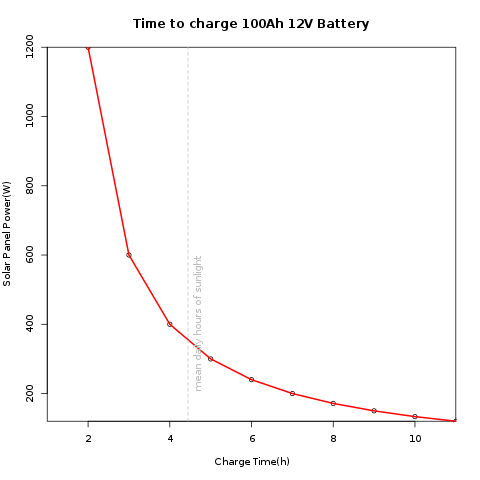 Time to charge 100Ah 12V Battery
Solar Panel Power(W)
1200
1000
800
600
400
200
mean daily hours of sunlight
2 4 6 8 10
Charge Time(h)